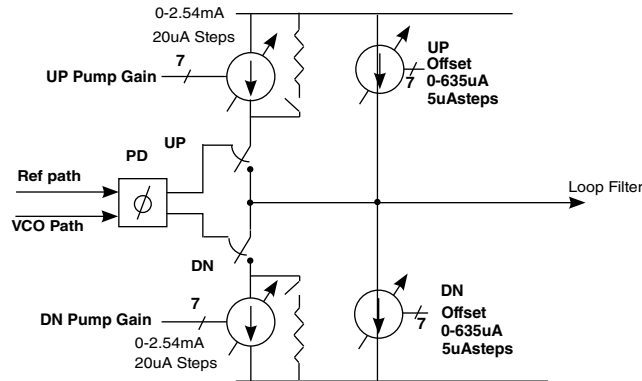 0-2.54mA
20uA Steps
7
UP Pump Gain
UP
Offset
7
0-635uA
5uAsteps
UP
PD
Ref path
VCO Path
Loop Filter
DN
7
DN Pump Gain
0-2.54mA
20uA Steps
DN
Offset
7
0-635uA
5uAsteps